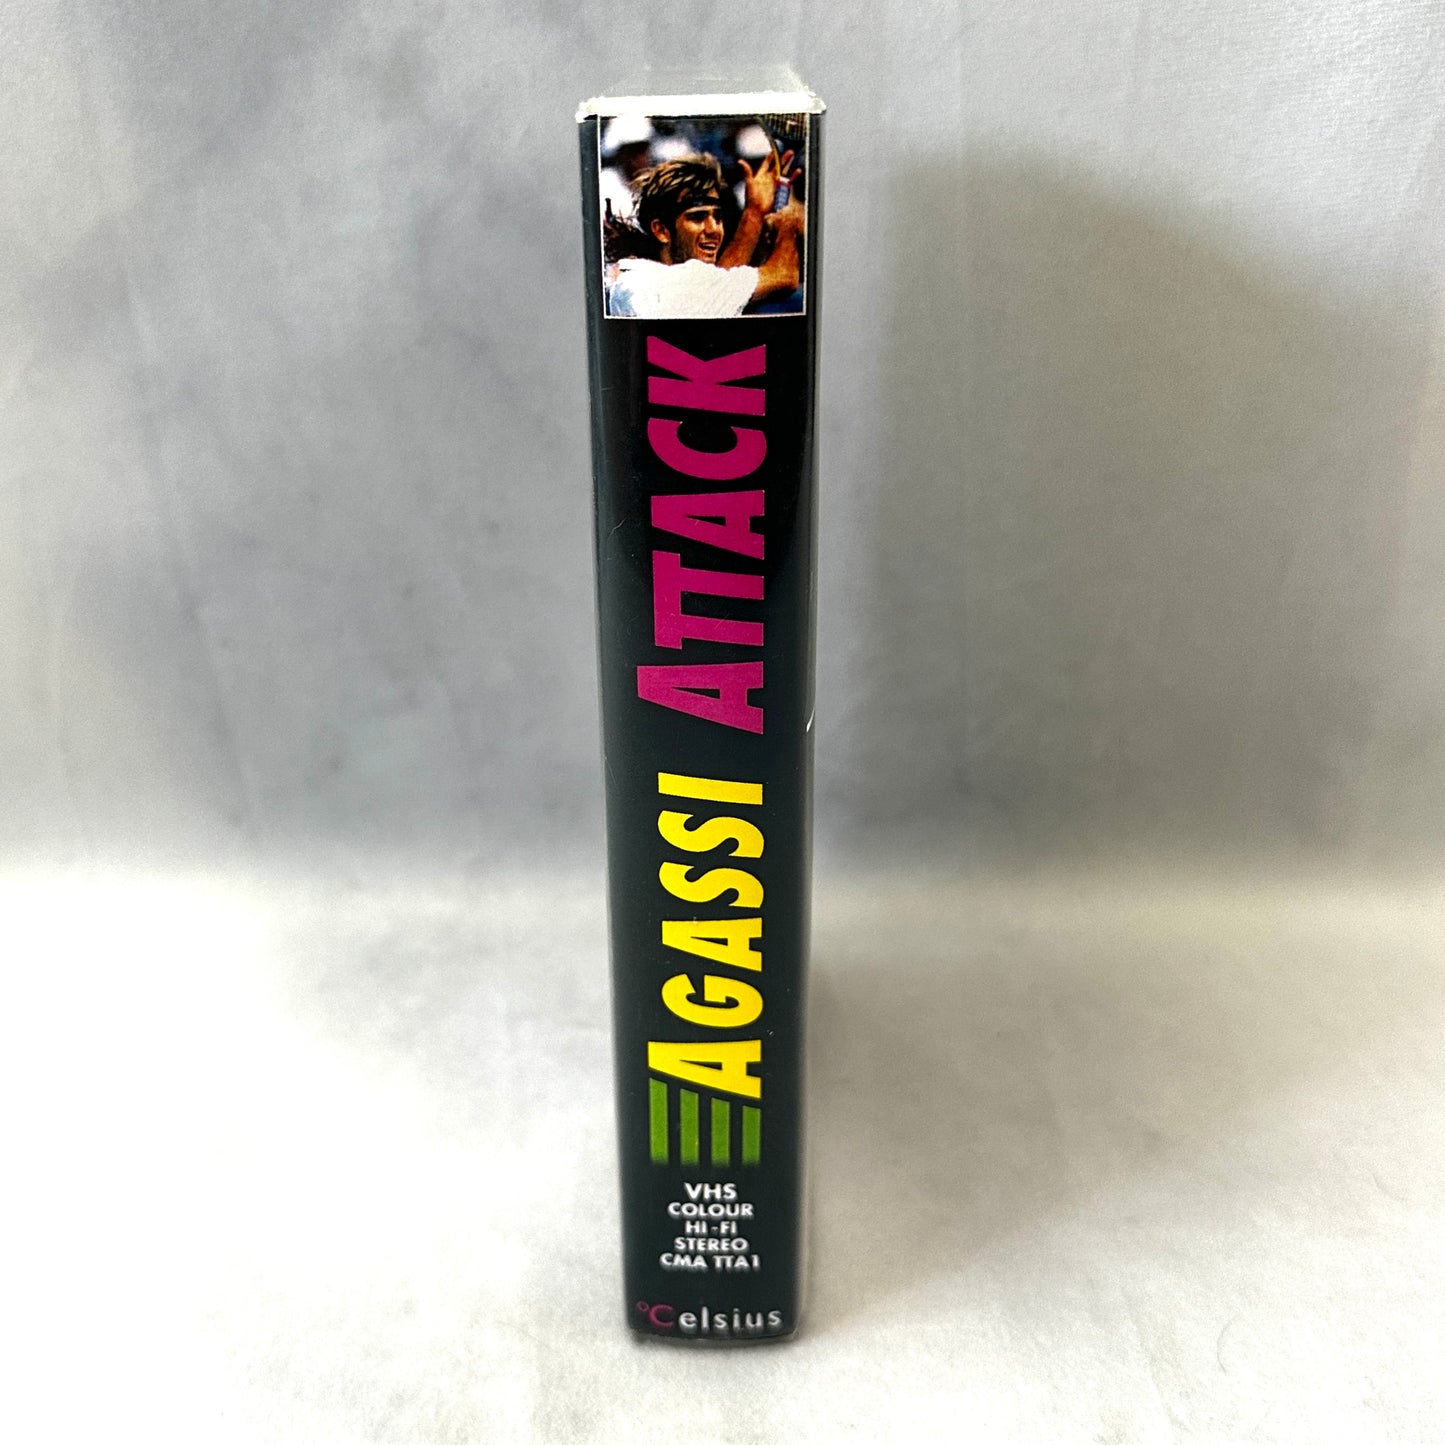 AGASSI ATTACK
VHS
COLOUR
HI-FI
STEREO
CMA TTA1
°Celsius